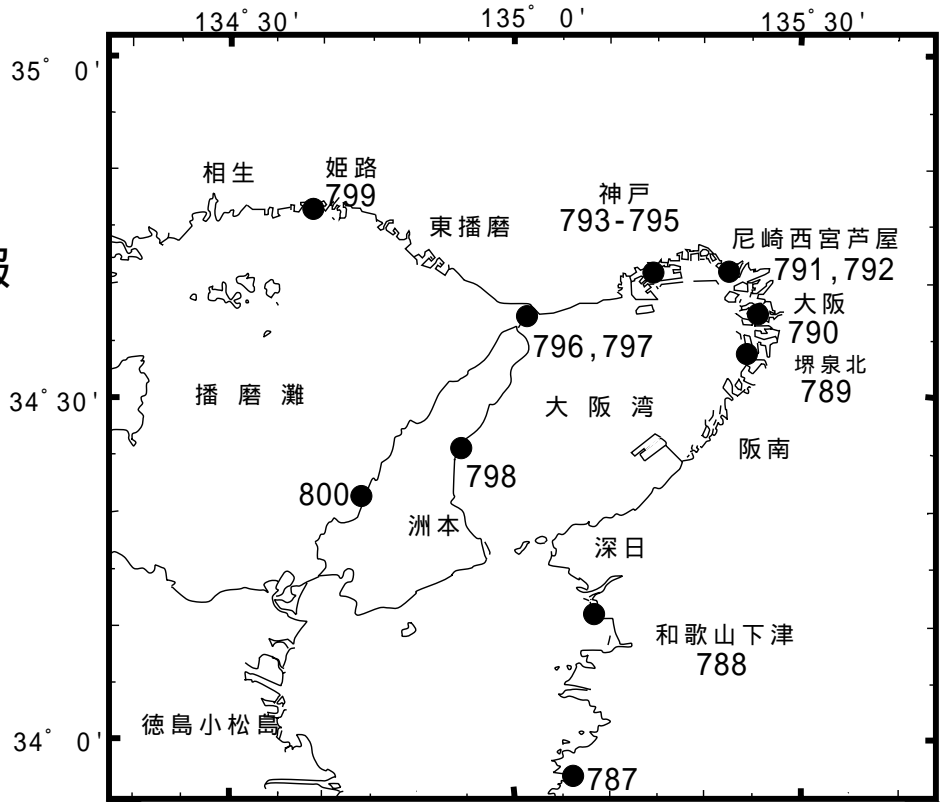 134° 30'
135° 0'
135° 30'
35° 0'
相生
姫路
799
東播磨
神戸
793-795
尼崎西宮芦屋
791,792
報
大阪
790
796,797
堺泉北
789
34° 30'
播磨灘
大阪湾
阪南
798
800
洲本
深日
和歌山下津
788
徳島小松島
34° 0'
787